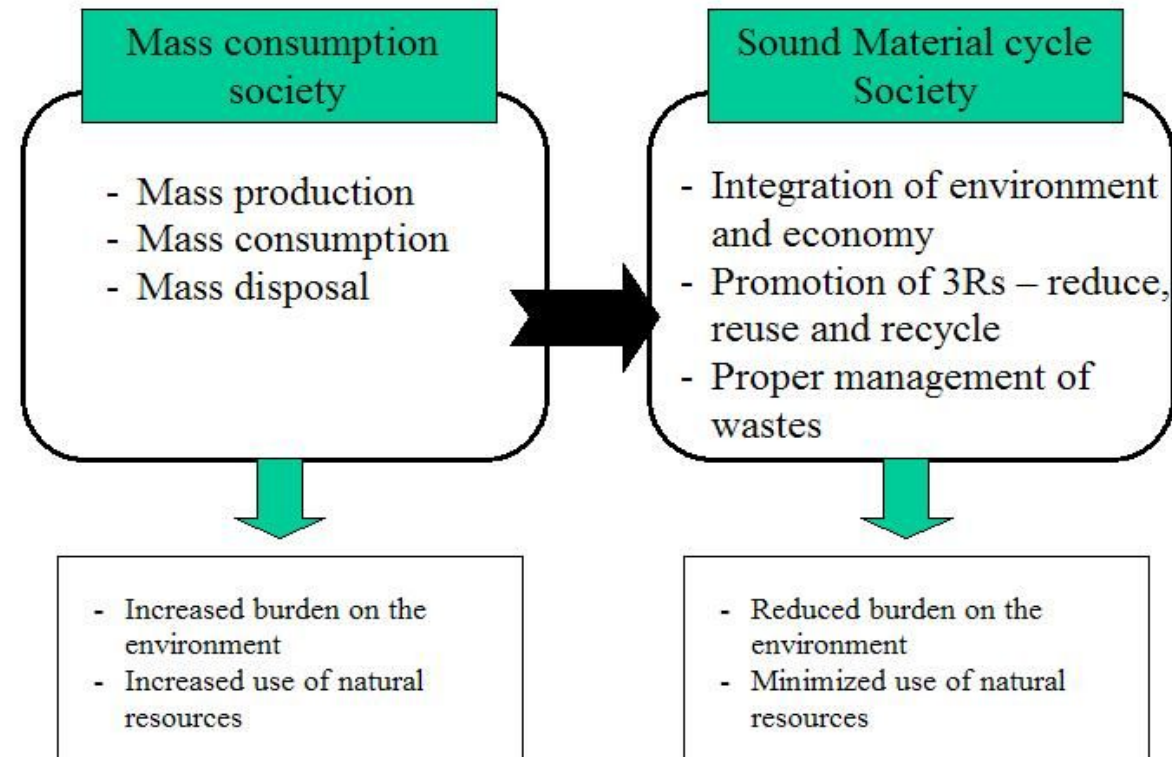 Mass consumption
society
- Mass production
- Mass consumption
- Mass disposal
Sound Material cycle
Society
- Integration of environment
and economy
- Promotion of 3Rs – reduce,
reuse and recycle
- Proper management of
wastes
- Increased burden on the
environment
- Increased use of natural
resources
- Reduced burden on the
environment
- Minimized use of natural
resources